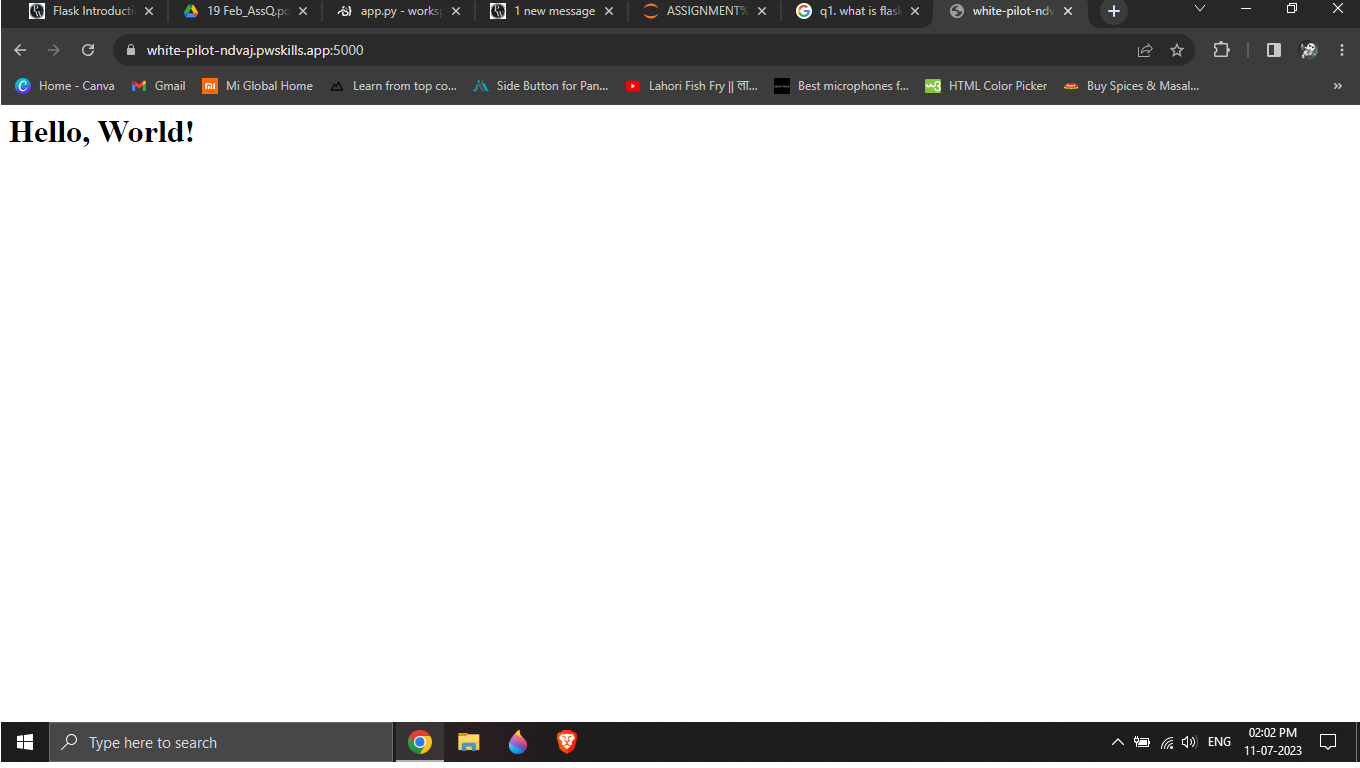 Flask Introducti
19 Feb_AssQ.pd
app.py - worksp
1 new message
ASSIGNMENT%
q1. what is flas
white-pilot-ndv
white-pilot-ndvaj.pwskills.app:5000
Home - Canva
Gmail
Mi Global Home
Learn from top co...
Side Button for Pan...
Lahori Fish Fry || ला...
Best microphones f...
HTML Color Picker
Buy Spices & Masal...
Hello, World!
Type here to search
ENG
02:02 PM
11-07-2023